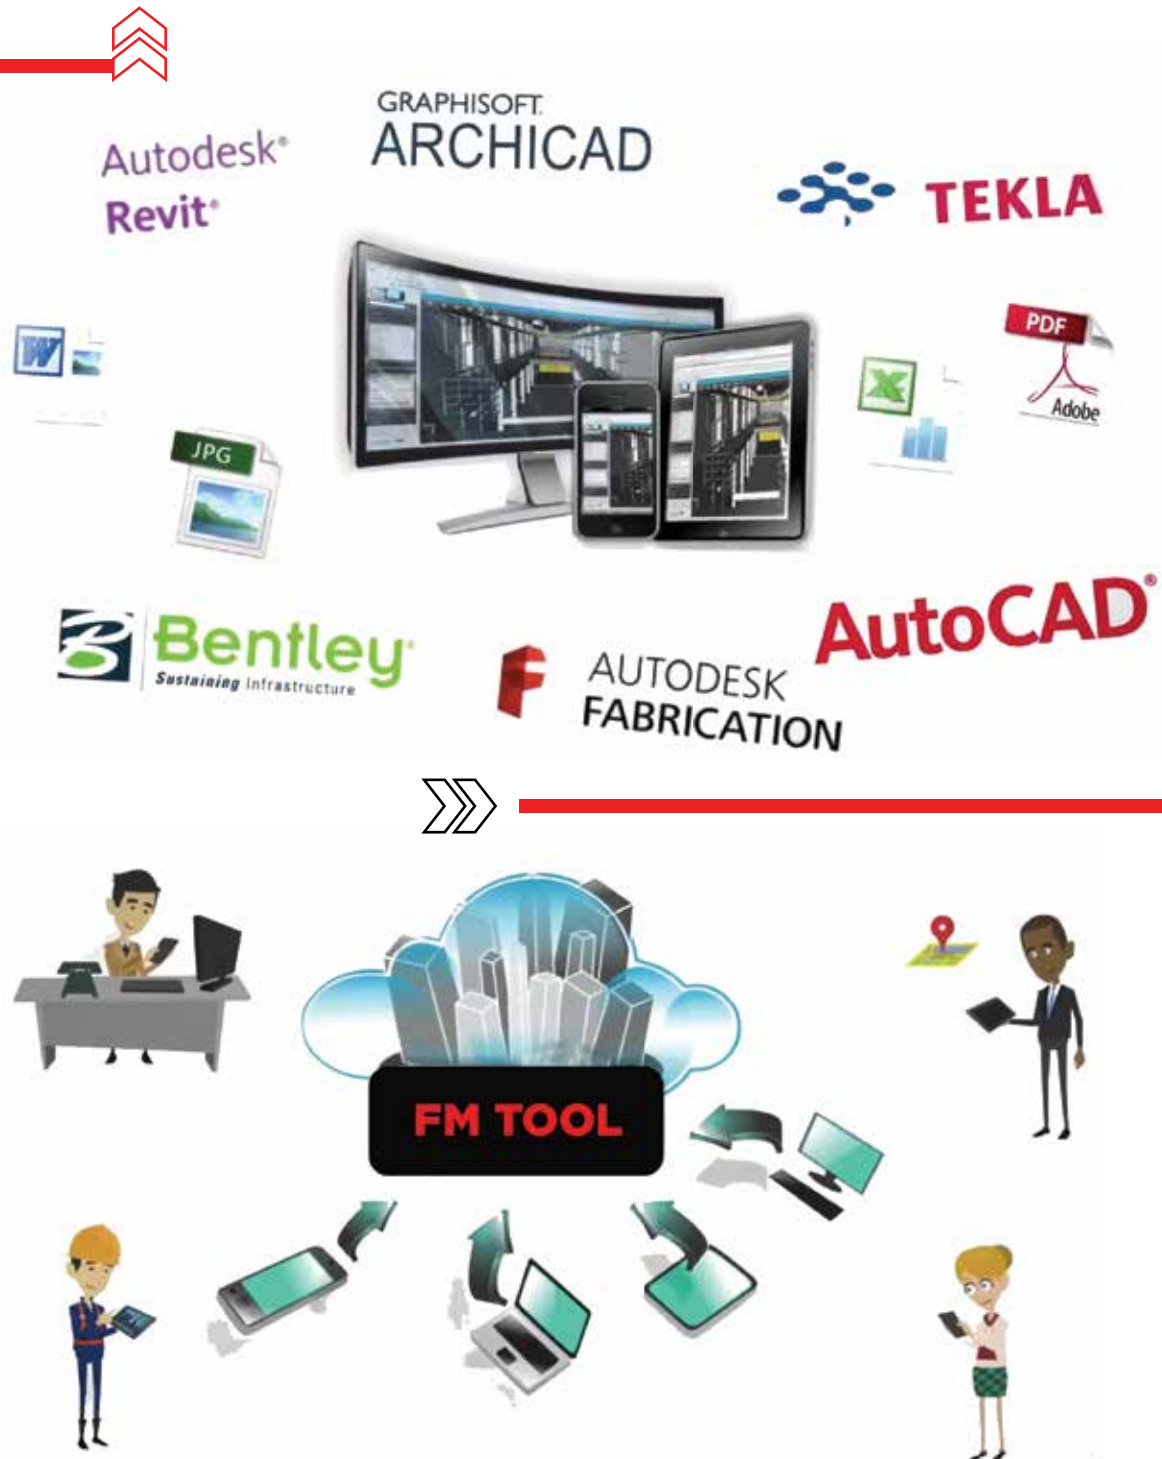 GRAPHISOFT.
ARCHICAD
Autodesk®
Revit®
TEKLA
W
PDF
Adobe
X
JPG
Bentley®
Sustaining Infrastructure
AutoCAD®
AUTODESK
FABRICATION
FM TOOL